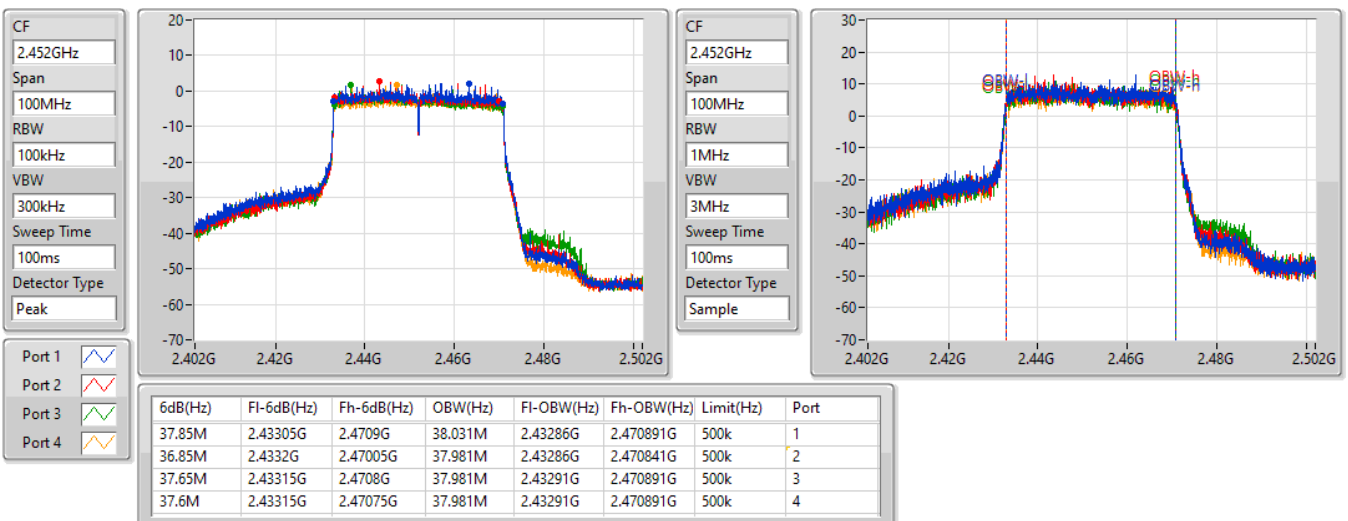 CF
2.452GHz
Span
100MHz
RBW
100kHz
VBW
300kHz
Sweep Time
100ms
Detector Type
Peak
20
10
0
-10
-20
-30
-40
-50
-60
-70
2.402G 2.42G 2.44G 2.46G 2.48G 2.502G
CF
2.452GHz
Span
100MHz
RBW
1MHz
VBW
3MHz
Sweep Time
100ms
Detector Type
Sample
30
20
10
0
-10
-20
-30
-40
-50
-60
-70
OBW-h
2.402G 2.42G 2.44G 2.46G 2.48G 2.502G
Port 1
Port 2
Port 3
Port 4
6dB(Hz) Fl-6dB(Hz) Fh-6dB(Hz) OBW(Hz) Fl-OBW(Hz) Fh-OBW(Hz) Limit(Hz) Port
37.85M 2.43305G 2.4709G 38.031M 2.43286G 2.470891G 500k 1
36.85M 2.4332G 2.47005G 37.981M 2.43286G 2.470841G 500k 2
37.65M 2.43315G 2.4708G 37.981M 2.43291G 2.470891G 500k 3
37.6M 2.43315G 2.47075G 37.981M 2.43291G 2.470891G 500k 4